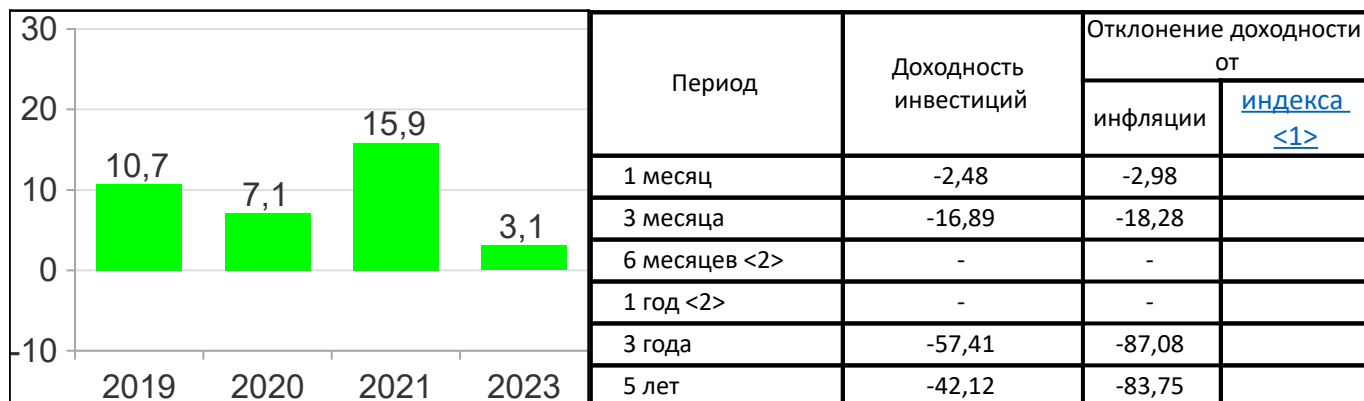 30
20
10
0
-10
10,7
7,1
15,9
3,1
2019 2020 2021 2023
Период
Доходность
инвестиций
Отклонение доходности
от
инфляции
индекса
<1>
1 месяц -2,48 -2,98
3 месяца -16,89 -18,28
6 месяцев <2> - -
1 год <2> - -
3 года -57,41 -87,08
5 лет -42,12 -83,75